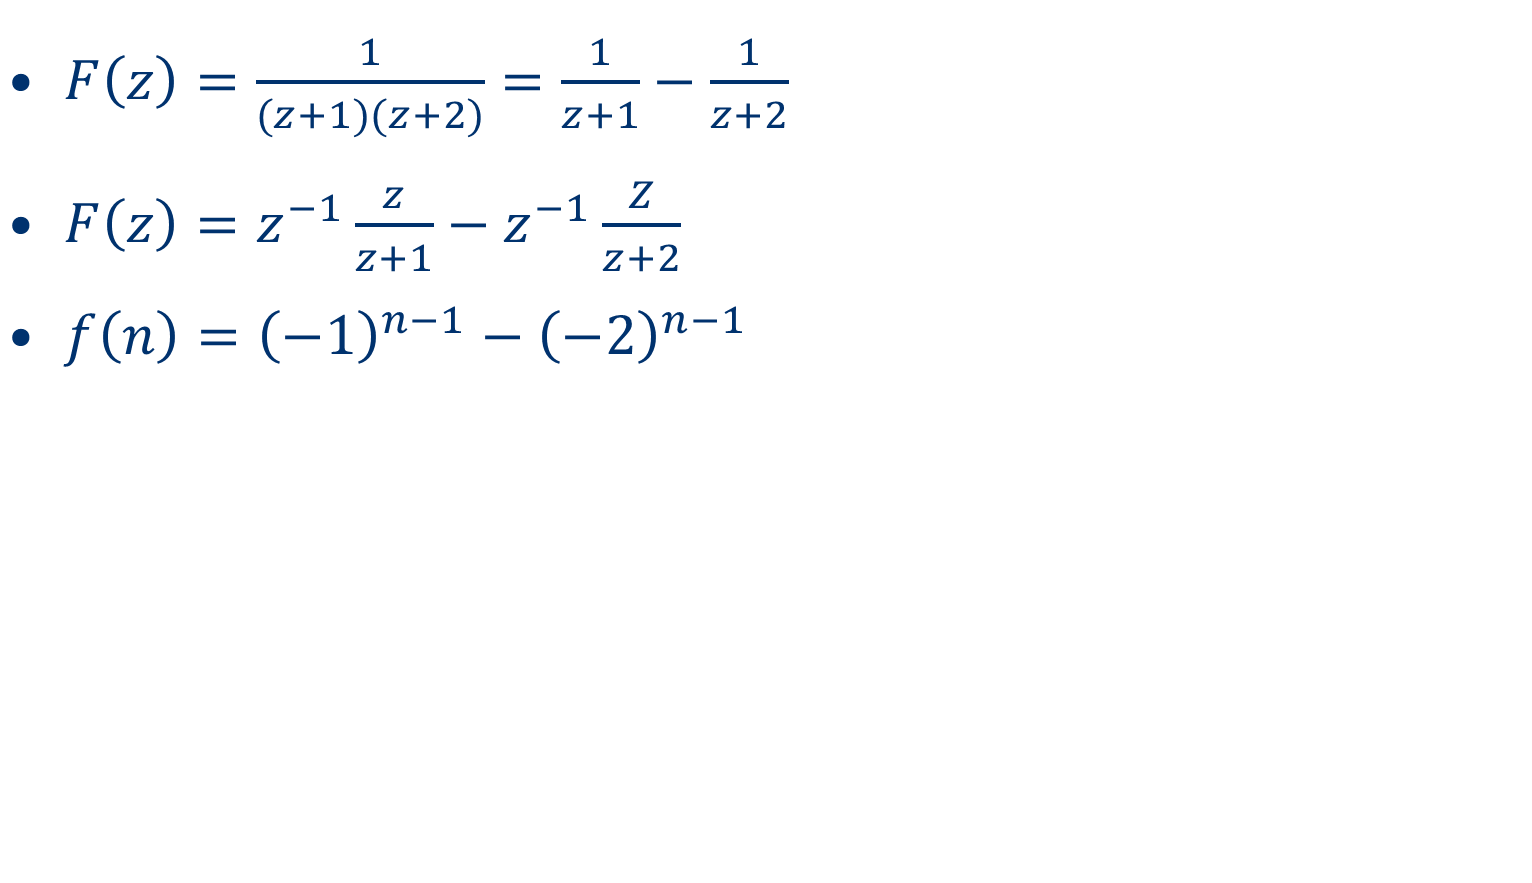 • F(z) = 1/((z+1)(z+2)) = 1/(z+1) − 1/(z+2)
• F(z) = z⁻¹ z/(z+1) − z⁻¹ z/(z+2)
• f(n) = (−1)ⁿ⁻¹ − (−2)ⁿ⁻¹